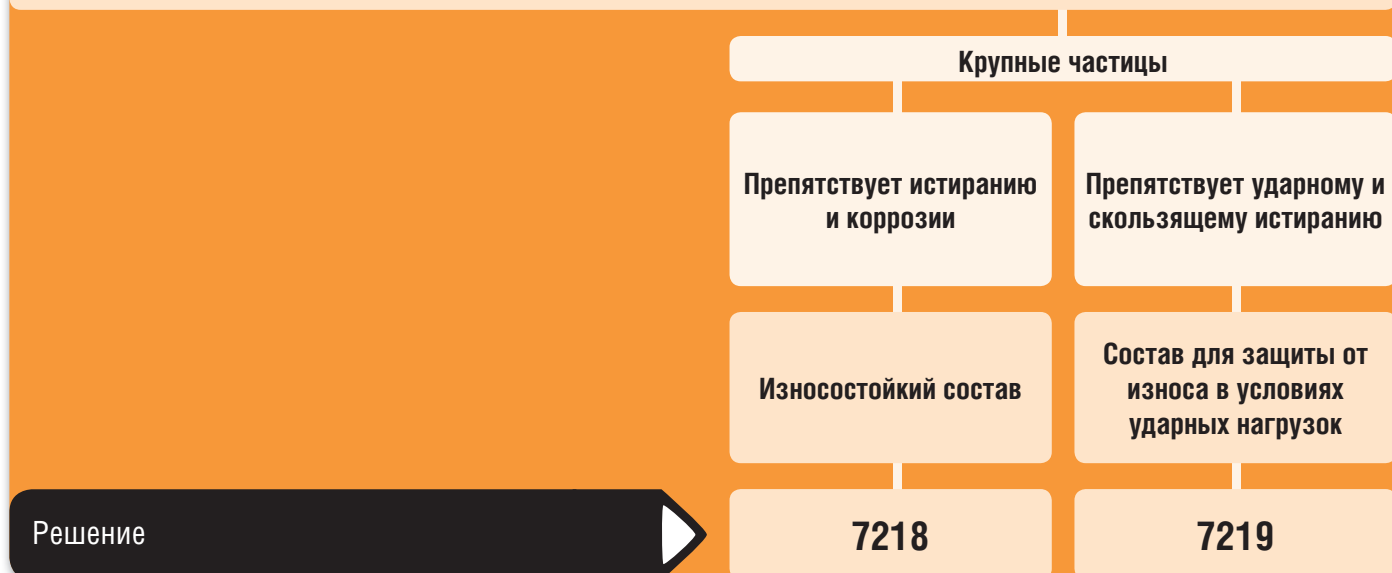 Крупные частицы
Препятствует истиранию
и коррозии
Препятствует ударному и
скользящему истиранию
Износостойкий состав
Состав для защиты от
износа в условиях
ударных нагрузок
Решение
7218
7219